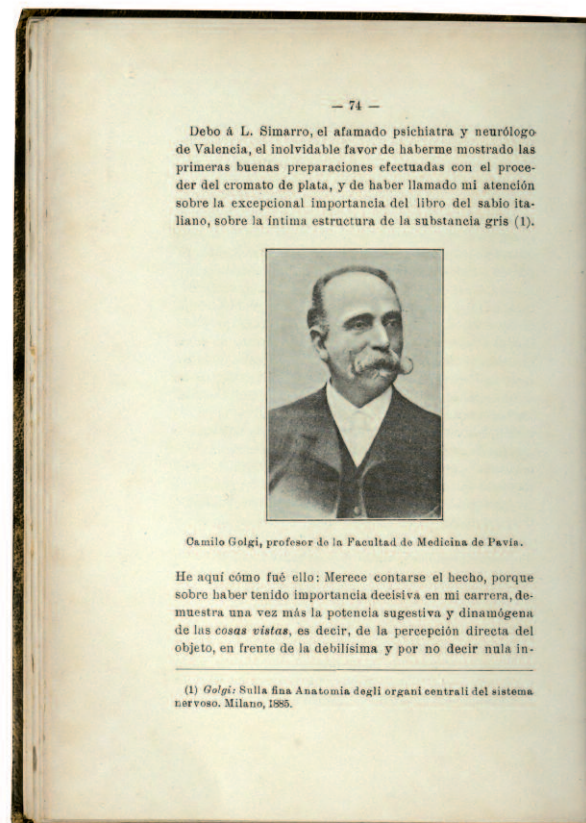 — 74 —
Debo á L. Simarro, el afamado psichiatra y neurólogo
de Valencia, el inolvidable favor de haberme mostrado las
primeras buenas preparaciones efectuadas con el proce-
der del cromato de plata, y de haber llamado mi atención
sobre la excepcional importancia del libro del sabio ita-
liano, sobre la íntima estructura de la substancia gris (1).
Camilo Golgi, profesor de la Facultad de Medicina de Pavía.
He aquí cómo fué ello: Merece contarse el hecho, porque
sobre haber tenido importancia decisiva en mi carrera, de-
muestra una vez más la potencia sugestiva y dinamógena
de las cosas vistas, es decir, de la percepción directa del
objeto, en frente de la debilísima y por no decir nula in-
(1) Golgi: Sulla fina Anatomia degli organi centrali del sistema
nervoso. Milano, 1885.